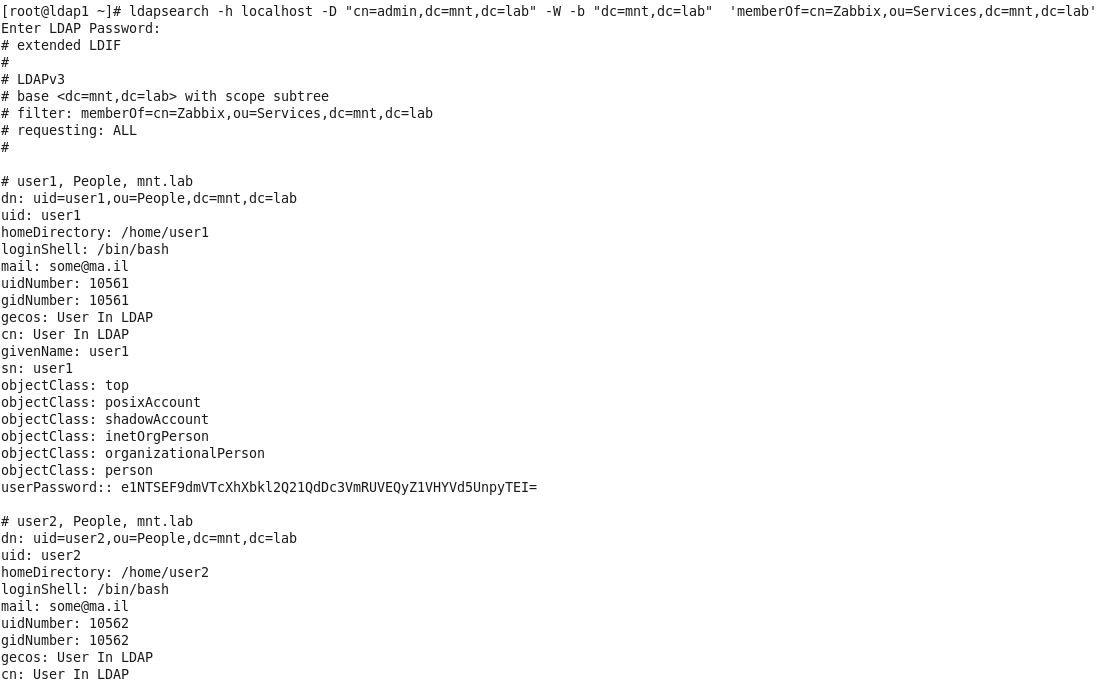 [root@ldap1 ~]# ldapsearch -h localhost -D "cn=admin,dc=mnt,dc=lab" -W -b "dc=mnt,dc=lab"  'memberOf=cn=Zabbix,ou=Services,dc=mnt,dc=lab'
Enter LDAP Password:
# extended LDIF
#
# LDAPv3
# base <dc=mnt,dc=lab> with scope subtree
# filter: memberOf=cn=Zabbix,ou=Services,dc=mnt,dc=lab
# requesting: ALL
#
# user1, People, mnt.lab
dn: uid=user1,ou=People,dc=mnt,dc=lab
uid: user1
homeDirectory: /home/user1
loginShell: /bin/bash
mail: some@ma.il
uidNumber: 10561
gidNumber: 10561
gecos: User In LDAP
cn: User In LDAP
givenName: user1
sn: user1
objectClass: top
objectClass: posixAccount
objectClass: shadowAccount
objectClass: inetOrgPerson
objectClass: organizationalPerson
objectClass: person
userPassword:: e1NTSEF9dmVTcXhXbkl2Q21QdDc3VmRUVEQyZ1VHYVd5UnpyTEI=
# user2, People, mnt.lab
dn: uid=user2,ou=People,dc=mnt,dc=lab
uid: user2
homeDirectory: /home/user2
loginShell: /bin/bash
mail: some@ma.il
uidNumber: 10562
gidNumber: 10562
gecos: User In LDAP
cn: User In LDAP